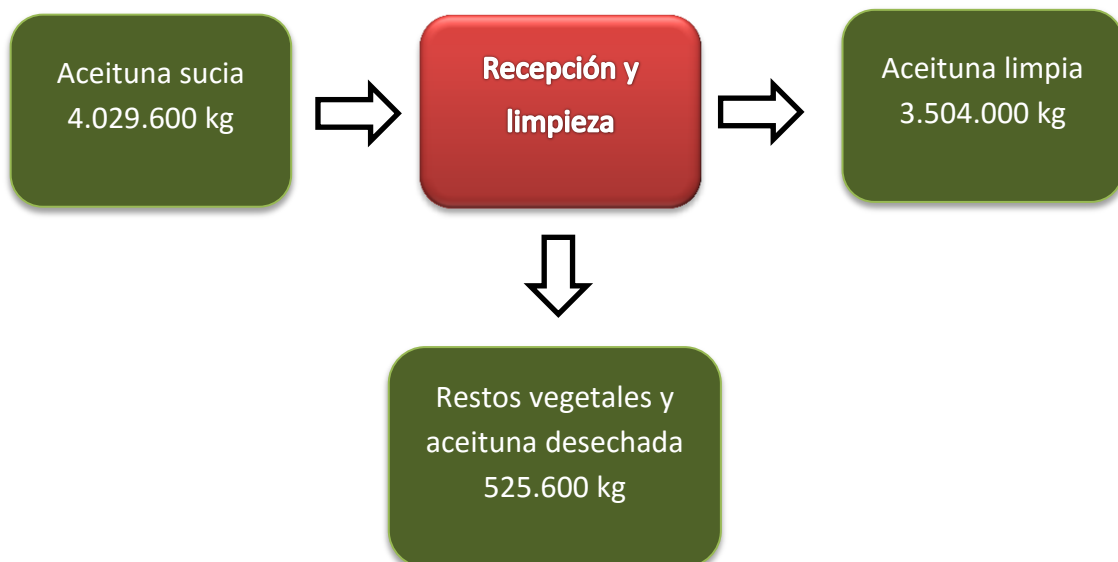 Aceituna sucia
4.029.600 kg
Recepción y
limpieza
Aceituna limpia
3.504.000 kg
Restos vegetales y
aceituna desechada
525.600 kg